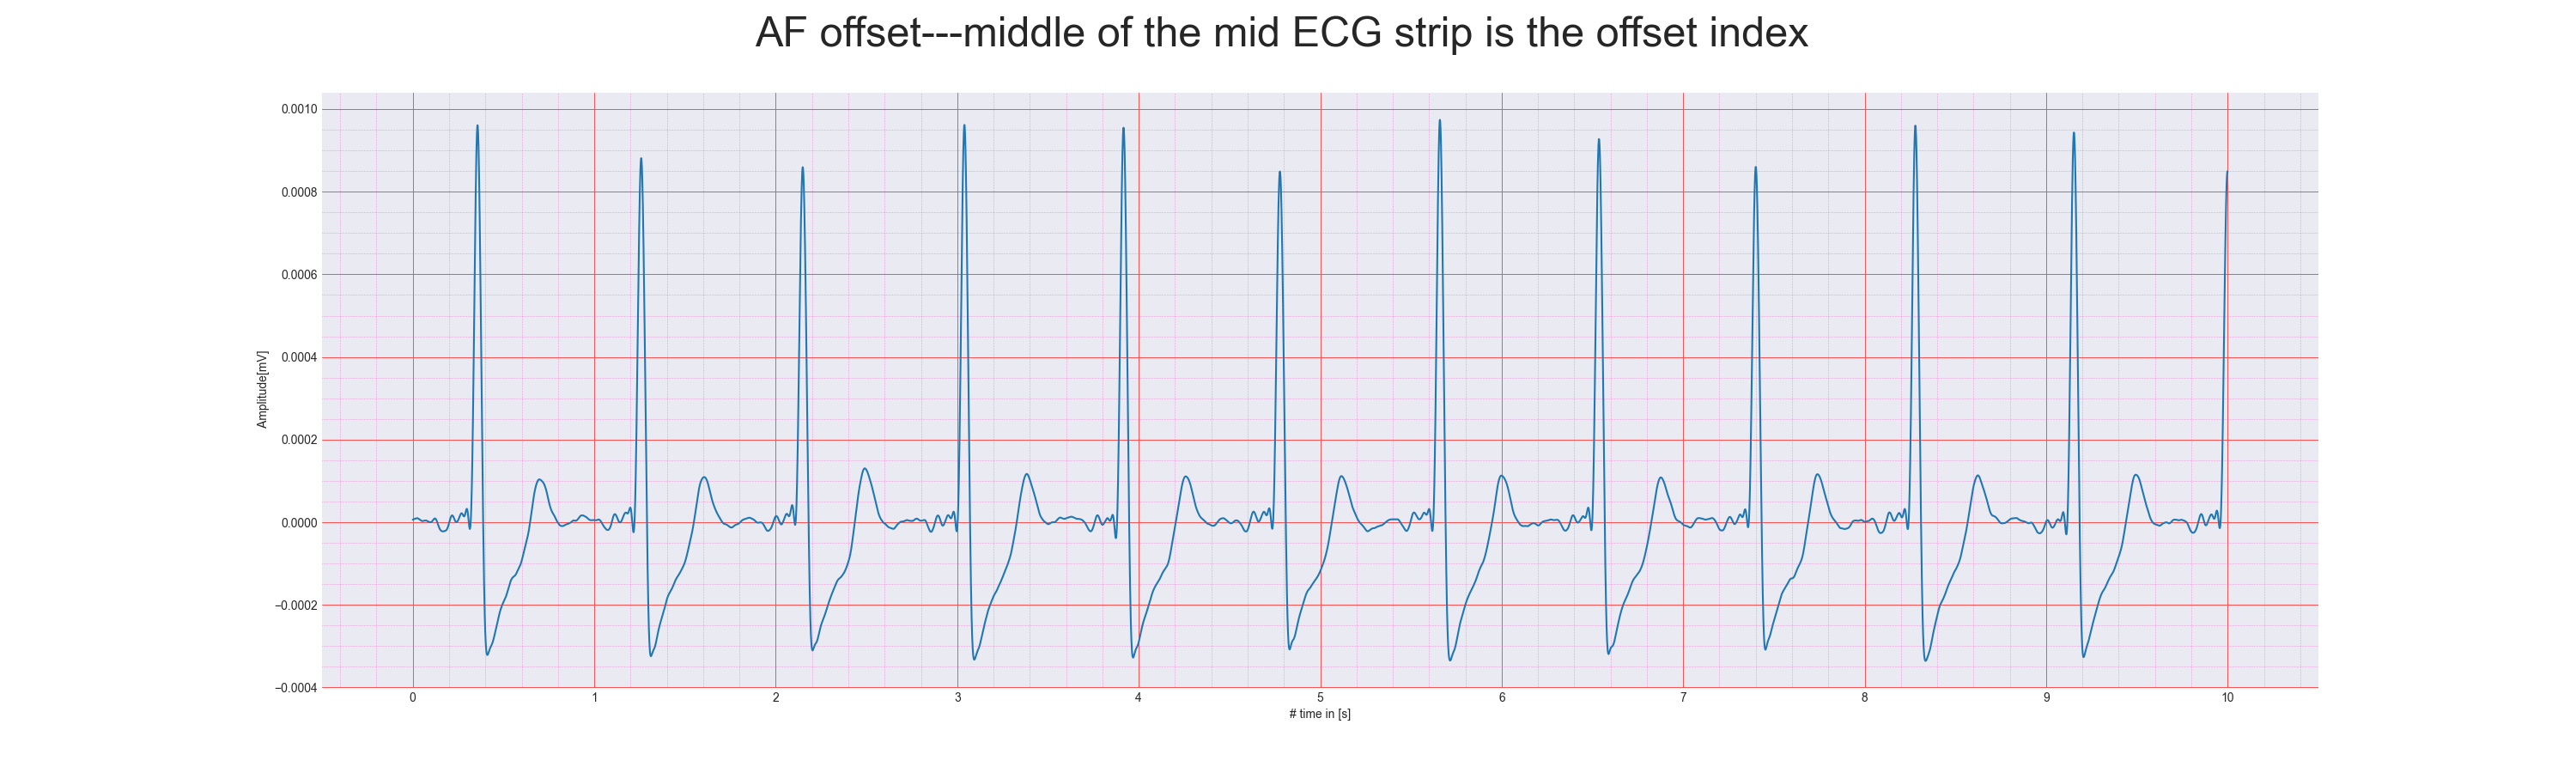 AF offset---middle of the mid ECG strip is the offset index
0.0010
0.0008
0.0006
0.0004
0.0002
0.0000
−0.0002
−0.0004
Amplitude[mV]
0 1 2 3 4 5 6 7 8 9 10
# time in [s]